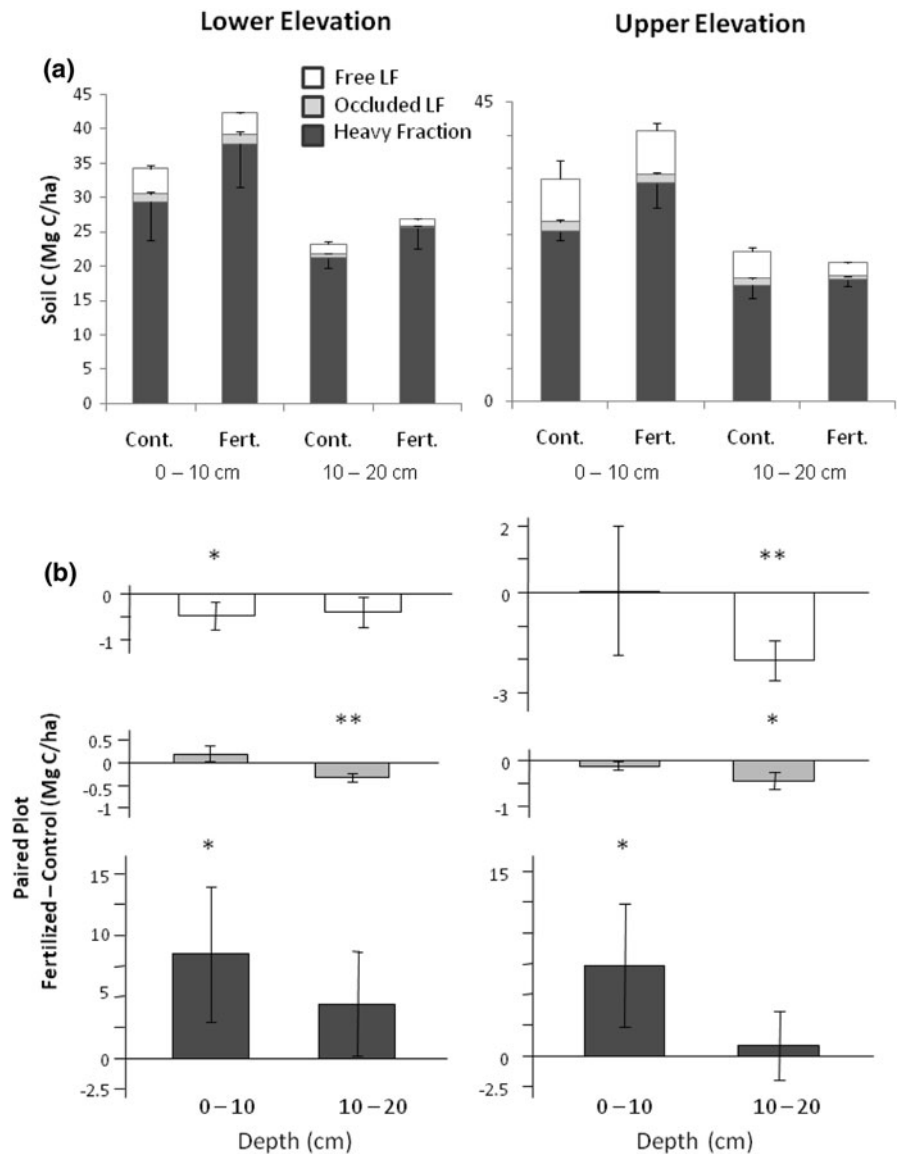 Lower Elevation
Upper Elevation
(a)
Free LF
Occluded LF
Heavy Fraction
Soil C (Mg C/ha)
45
40
35
30
25
20
15
10
5
0
45
0
Cont. Fert. Cont. Fert.
0 – 10 cm 10 – 20 cm
Cont. Fert. Cont. Fert.
0 – 10 cm 10 – 20 cm
(b)
Paired Plot
Fertilized – Control (Mg C/ha)
*
0
-1
**
2
0
-3
**
0.5
0
-0.5
-1
*
0
-1
*
15
10
5
0
-2.5
*
15
0
-2.5
0 – 10 10 – 20
Depth (cm)
0 – 10 10 – 20
Depth (cm)